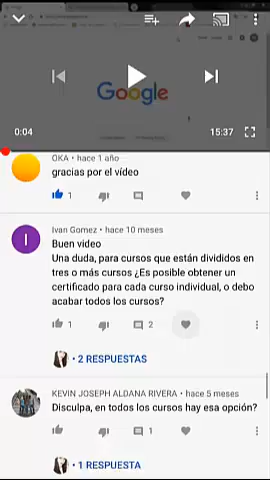 Google
0:04
15:37
OKA • hace 1 año
gracias por el vídeo
1
I
Ivan Gomez • hace 10 meses
Buen video
Una duda, para cursos que están divididos en
tres o más cursos ¿Es posible obtener un
certificado para cada curso individual, o debo
acabar todos los cursos?
1
2
• 2 RESPUESTAS
KEVIN JOSEPH ALDANA RIVERA • hace 5 meses
Disculpa, en todos los cursos hay esa opción?
1
• 1 RESPUESTA